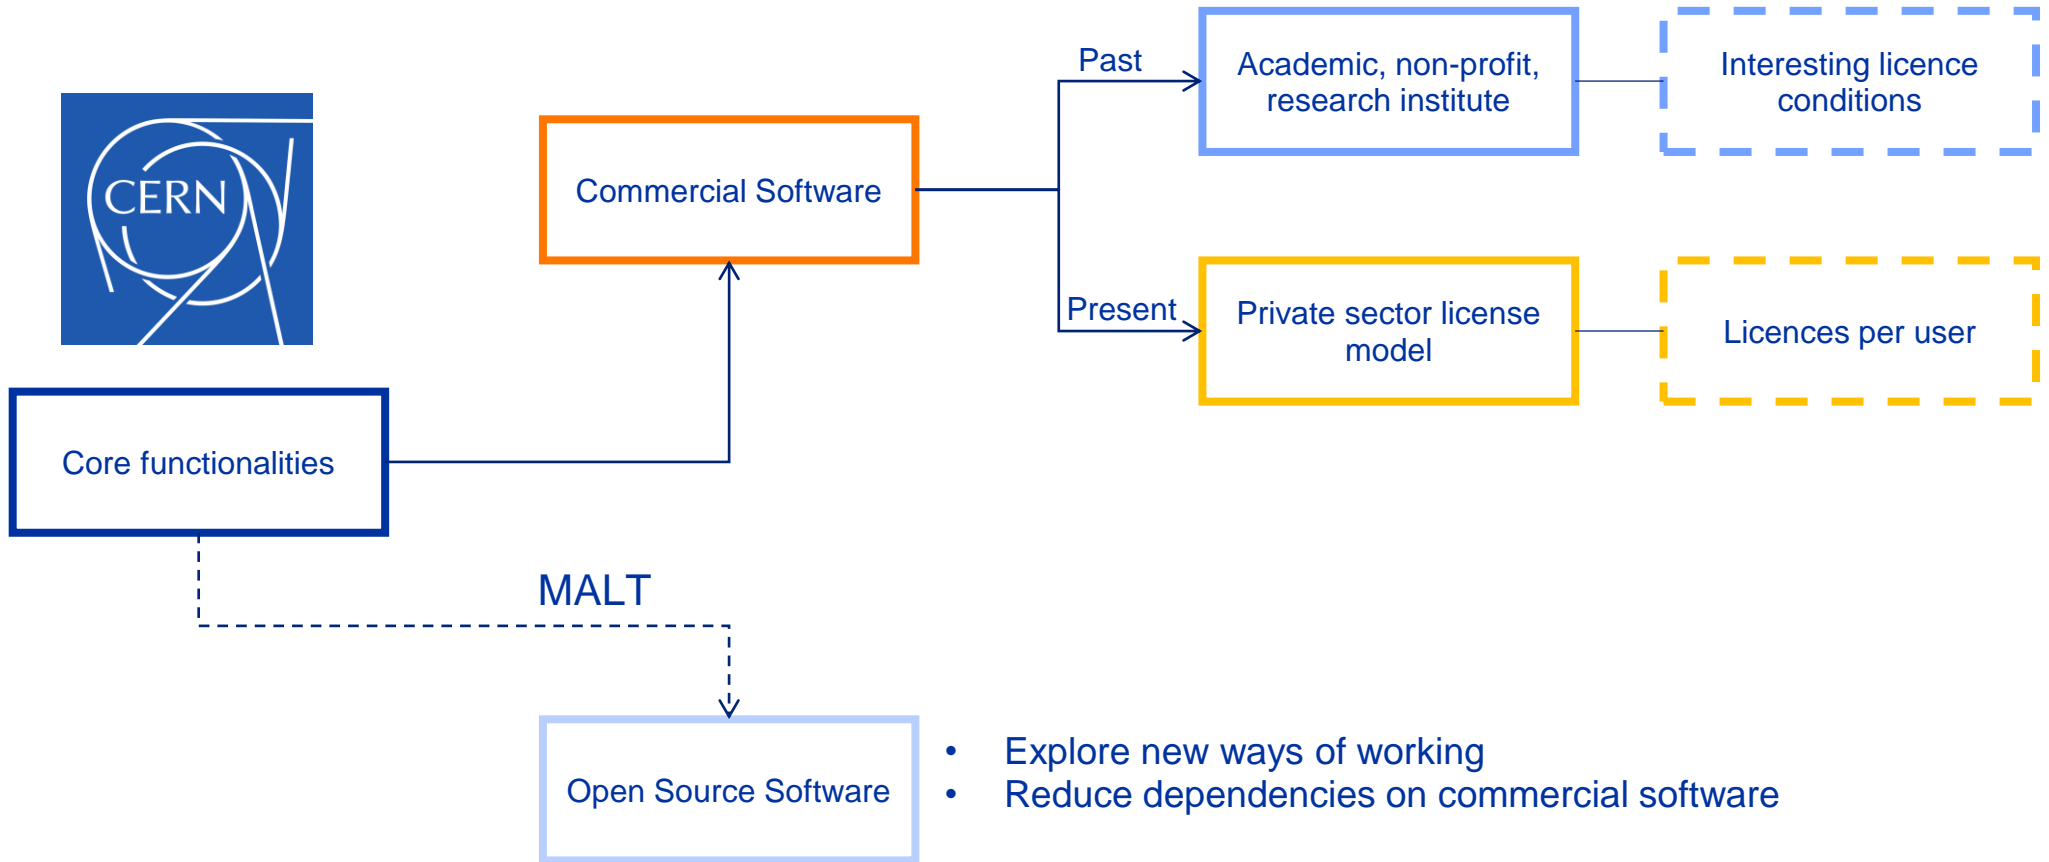 CERN
Core functionalities
Commercial Software
Past
Academic, non-profit,
research institute
Interesting licence
conditions
Present
Private sector license
model
Licences per user
MALT
Open Source Software
• Explore new ways of working
• Reduce dependencies on commercial software